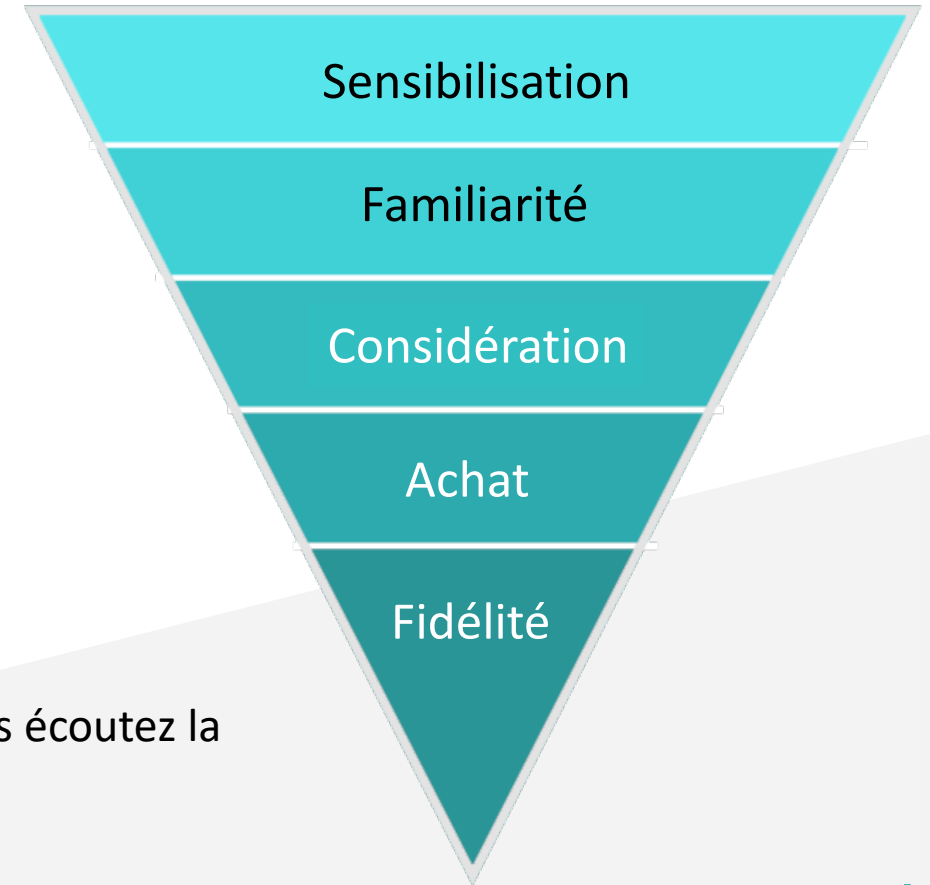 Sensibilisation
Familiarité
Considération
Achat
Fidélité
s écoutez la